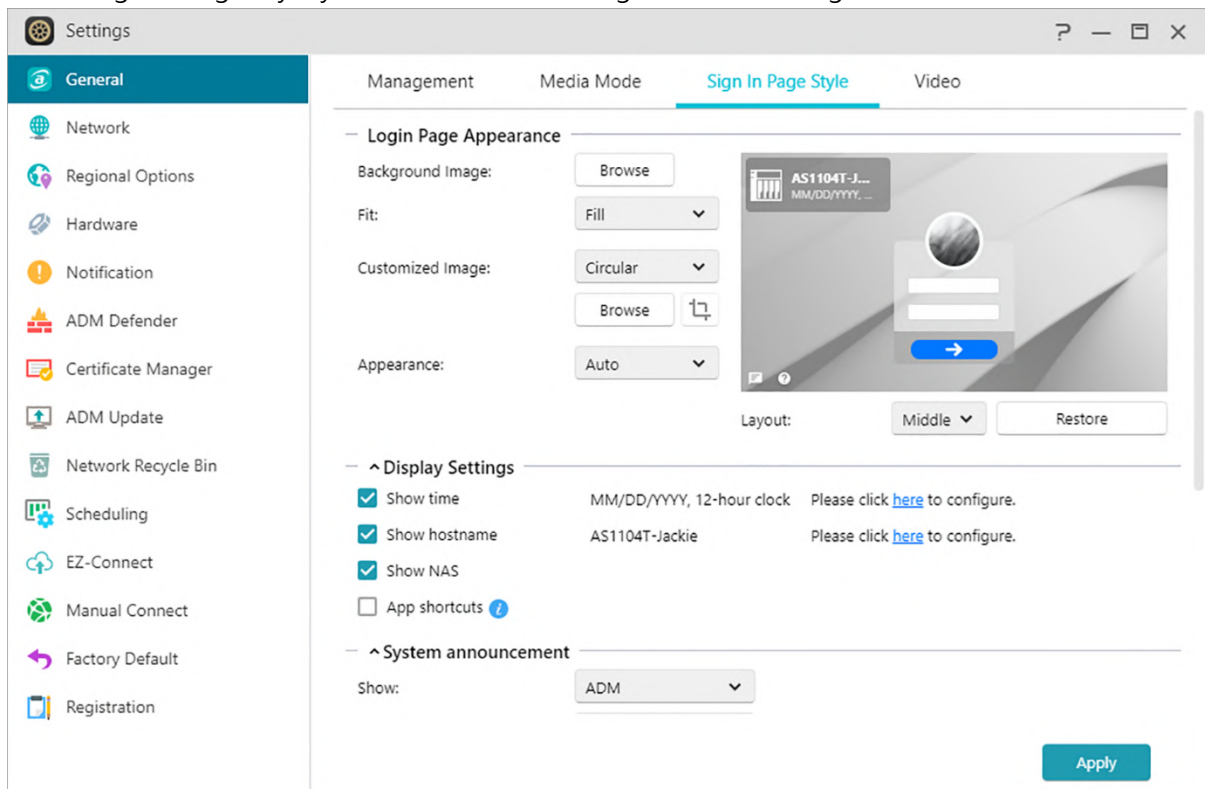 Settings
General
Network
Regional Options
Hardware
Notification
ADM Defender
Certificate Manager
ADM Update
Network Recycle Bin
Scheduling
EZ-Connect
Manual Connect
Factory Default
Registration
Management Media Mode Sign In Page Style Video
Login Page Appearance
Background Image: Browse
Fit: Fill
Customized Image: Circular
Browse
Appearance: Auto
AS1104T-J...
MM/DD/YYYY, ...
Layout: Middle Restore
Display Settings
Show time MM/DD/YYYY, 12-hour clock Please click here to configure.
Show hostname AS1104T-Jackie Please click here to configure.
Show NAS
App shortcuts
System announcement
Show: ADM
Apply